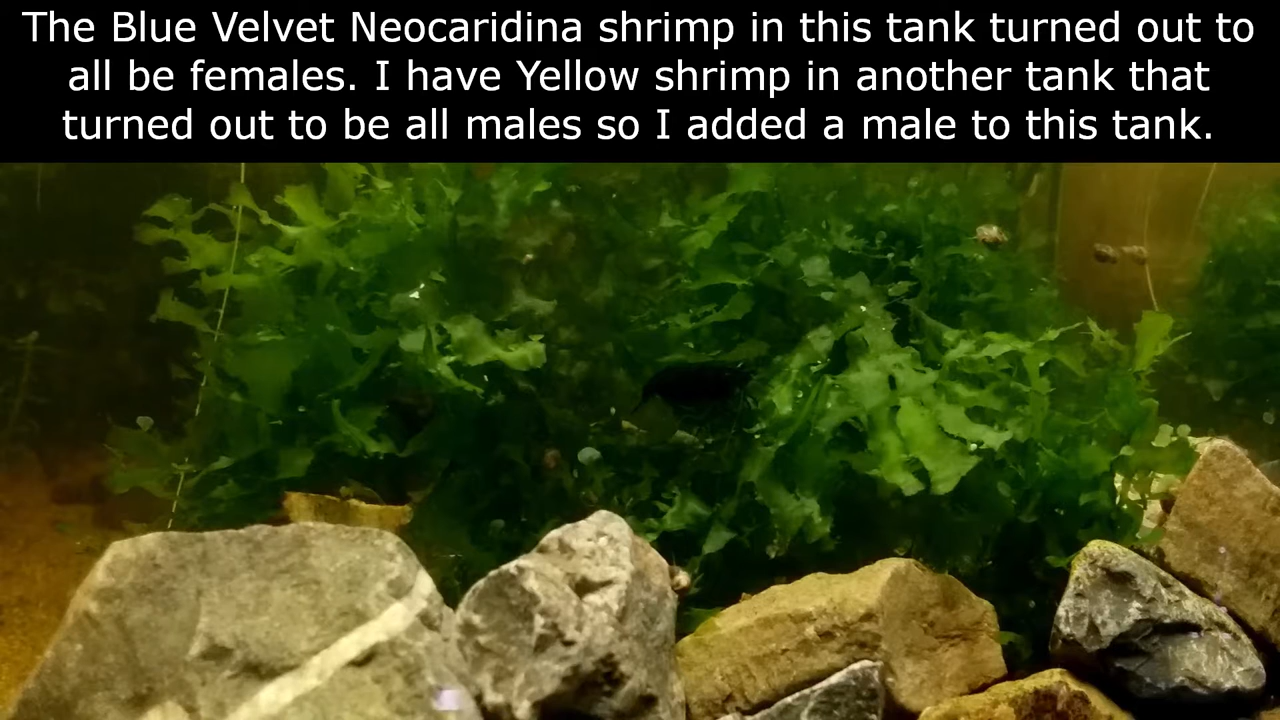 The Blue Velvet Neocaridina shrimp in this tank turned out to
all be females. I have Yellow shrimp in another tank that
turned out to be all males so I added a male to this tank.